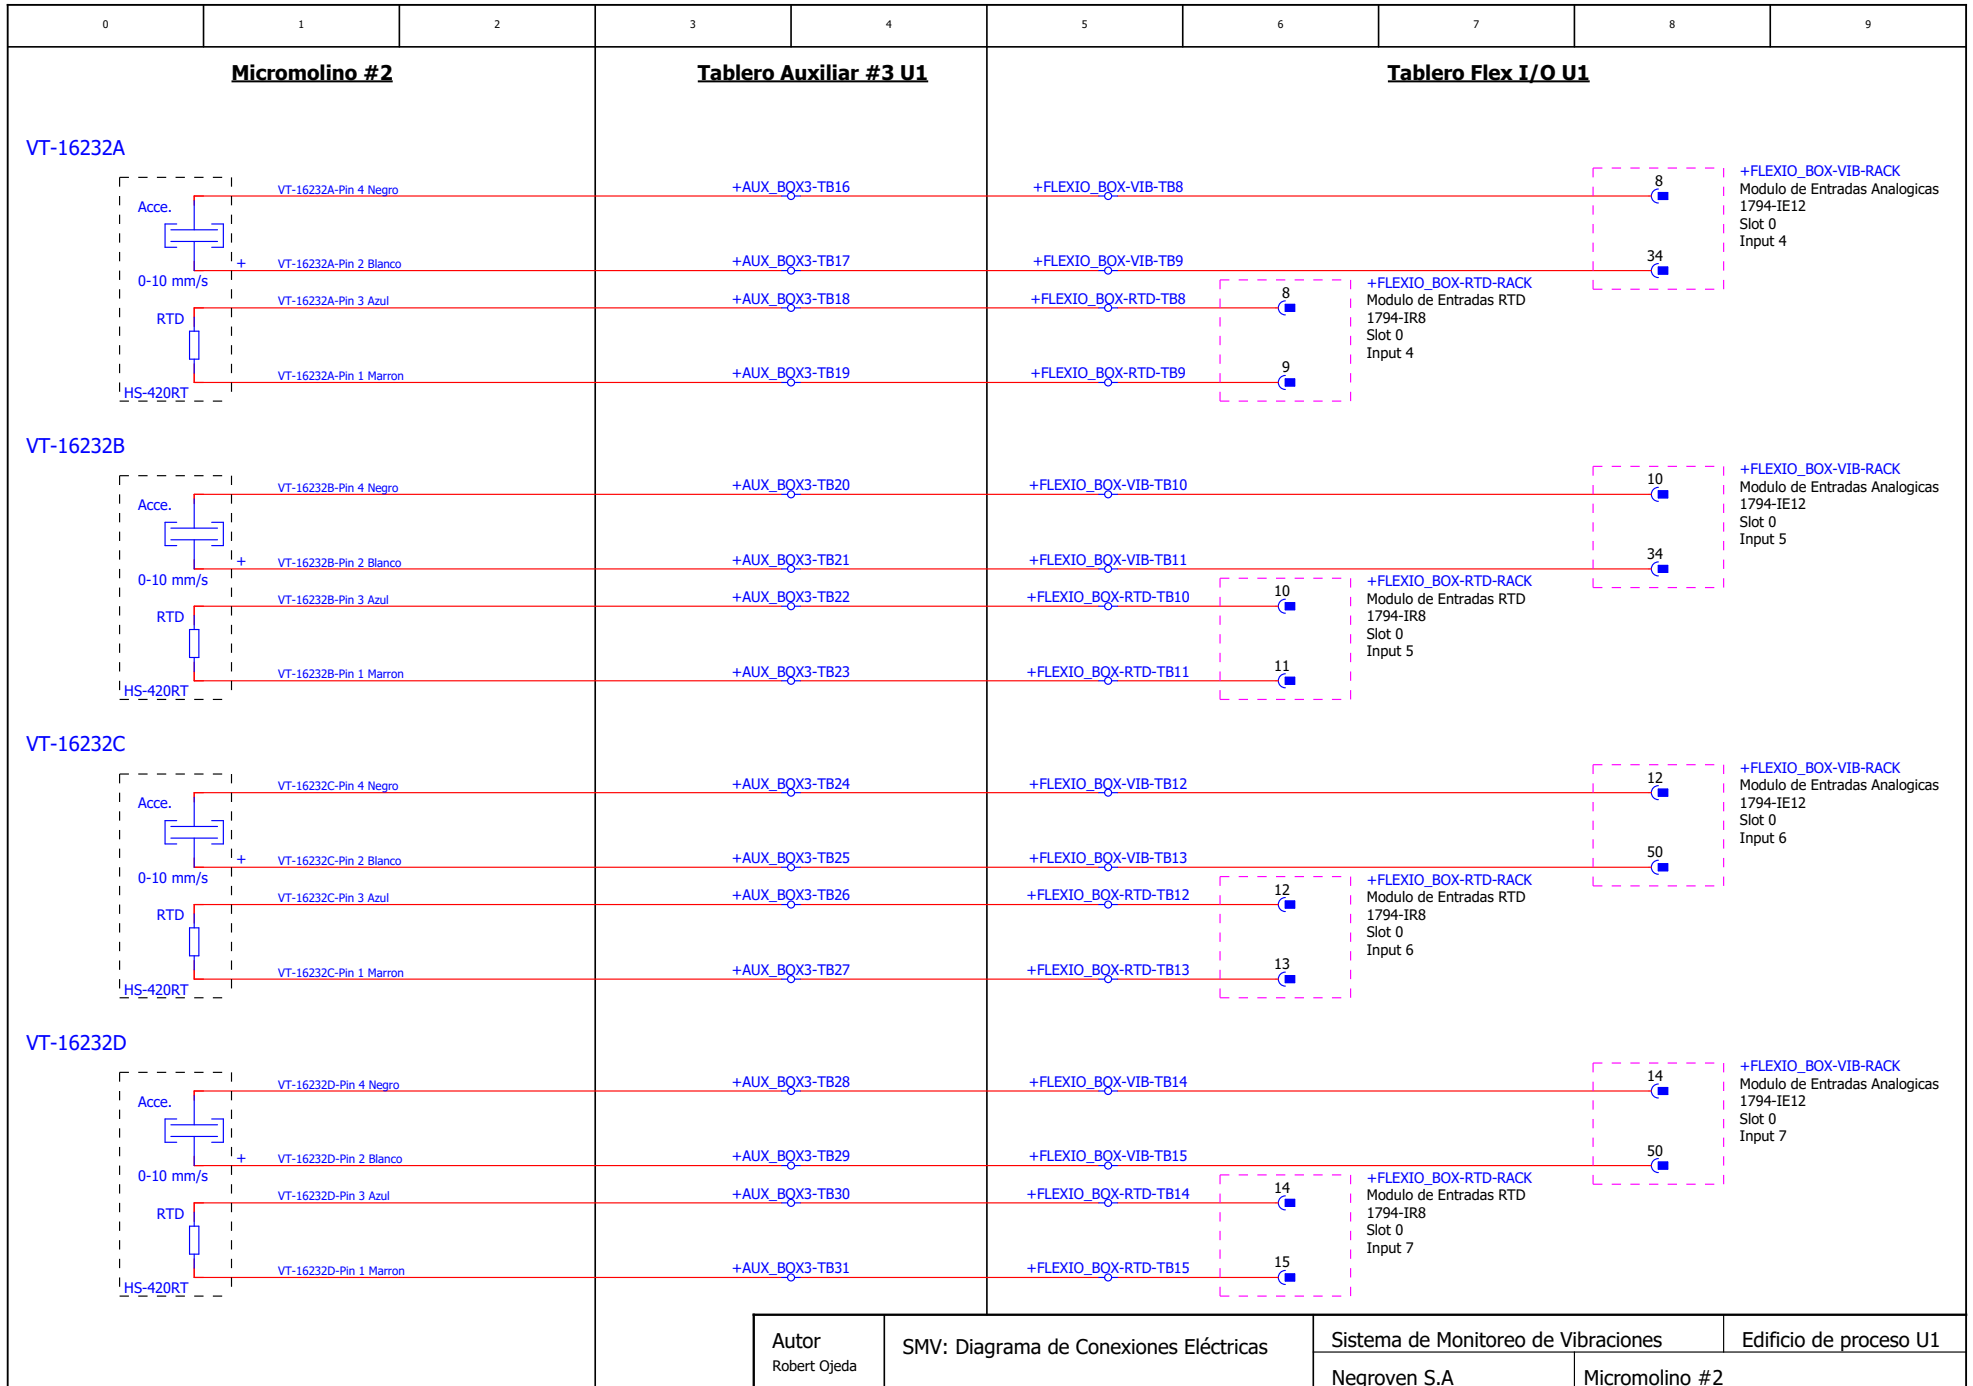 0 1 2 3 4 5 6 7 8 9
Micromolino #2
Tablero Auxiliar #3 U1
Tablero Flex I/O U1
VT-16232A
Acce.
0-10 mm/s
RTD
HS-420RT
VT-16232A-Pin 4 Negro
+AUX_BOX3-TB16
+FLEXIO_BOX-VIB-TB8
8
+
VT-16232A-Pin 2 Blanco
+AUX_BOX3-TB17
+FLEXIO_BOX-VIB-TB9
34
+FLEXIO_BOX-VIB-RACK
Modulo de Entradas Analogicas
1794-IE12
Slot 0
Input 4
VT-16232A-Pin 3 Azul
+AUX_BOX3-TB18
+FLEXIO_BOX-RTD-TB8
8
VT-16232A-Pin 1 Marron
+AUX_BOX3-TB19
+FLEXIO_BOX-RTD-TB9
9
+FLEXIO_BOX-RTD-RACK
Modulo de Entradas RTD
1794-IR8
Slot 0
Input 4
VT-16232B
Acce.
0-10 mm/s
RTD
HS-420RT
VT-16232B-Pin 4 Negro
+AUX_BOX3-TB20
+FLEXIO_BOX-VIB-TB10
10
+
VT-16232B-Pin 2 Blanco
+AUX_BOX3-TB21
+FLEXIO_BOX-VIB-TB11
34
+FLEXIO_BOX-VIB-RACK
Modulo de Entradas Analogicas
1794-IE12
Slot 0
Input 5
VT-16232B-Pin 3 Azul
+AUX_BOX3-TB22
+FLEXIO_BOX-RTD-TB10
10
VT-16232B-Pin 1 Marron
+AUX_BOX3-TB23
+FLEXIO_BOX-RTD-TB11
11
+FLEXIO_BOX-RTD-RACK
Modulo de Entradas RTD
1794-IR8
Slot 0
Input 5
VT-16232C
Acce.
0-10 mm/s
RTD
HS-420RT
VT-16232C-Pin 4 Negro
+AUX_BOX3-TB24
+FLEXIO_BOX-VIB-TB12
12
+
VT-16232C-Pin 2 Blanco
+AUX_BOX3-TB25
+FLEXIO_BOX-VIB-TB13
50
+FLEXIO_BOX-VIB-RACK
Modulo de Entradas Analogicas
1794-IE12
Slot 0
Input 6
VT-16232C-Pin 3 Azul
+AUX_BOX3-TB26
+FLEXIO_BOX-RTD-TB12
12
VT-16232C-Pin 1 Marron
+AUX_BOX3-TB27
+FLEXIO_BOX-RTD-TB13
13
+FLEXIO_BOX-RTD-RACK
Modulo de Entradas RTD
1794-IR8
Slot 0
Input 6
VT-16232D
Acce.
0-10 mm/s
RTD
HS-420RT
VT-16232D-Pin 4 Negro
+AUX_BOX3-TB28
+FLEXIO_BOX-VIB-TB14
14
+
VT-16232D-Pin 2 Blanco
+AUX_BOX3-TB29
+FLEXIO_BOX-VIB-TB15
50
+FLEXIO_BOX-VIB-RACK
Modulo de Entradas Analogicas
1794-IE12
Slot 0
Input 7
VT-16232D-Pin 3 Azul
+AUX_BOX3-TB30
+FLEXIO_BOX-RTD-TB14
14
VT-16232D-Pin 1 Marron
+AUX_BOX3-TB31
+FLEXIO_BOX-RTD-TB15
15
+FLEXIO_BOX-RTD-RACK
Modulo de Entradas RTD
1794-IR8
Slot 0
Input 7
Autor
Robert Ojeda
SMV: Diagrama de Conexiones Eléctricas
Sistema de Monitoreo de Vibraciones
Edificio de proceso U1
Negroven S.A
Micromolino #2